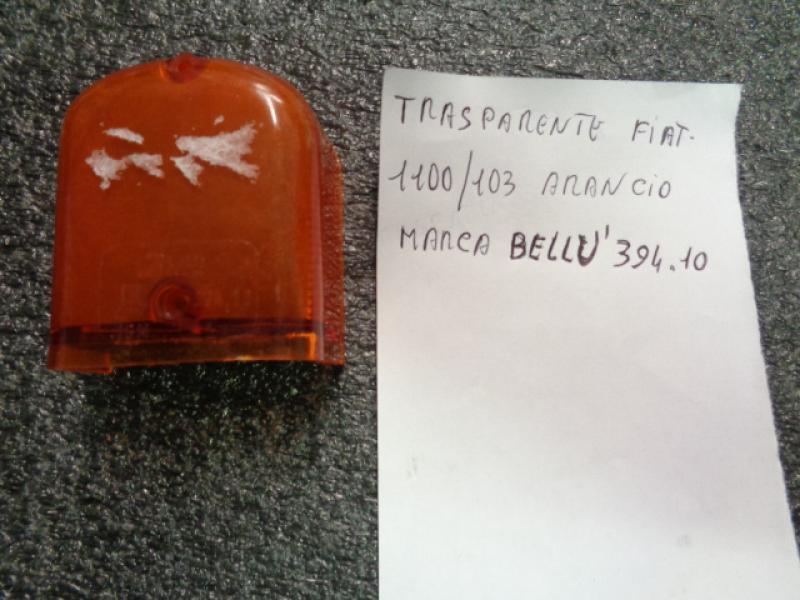 TRASPARENTE FIAT.
1100/103 ARANCIO
MARCA BELLU' 394.10